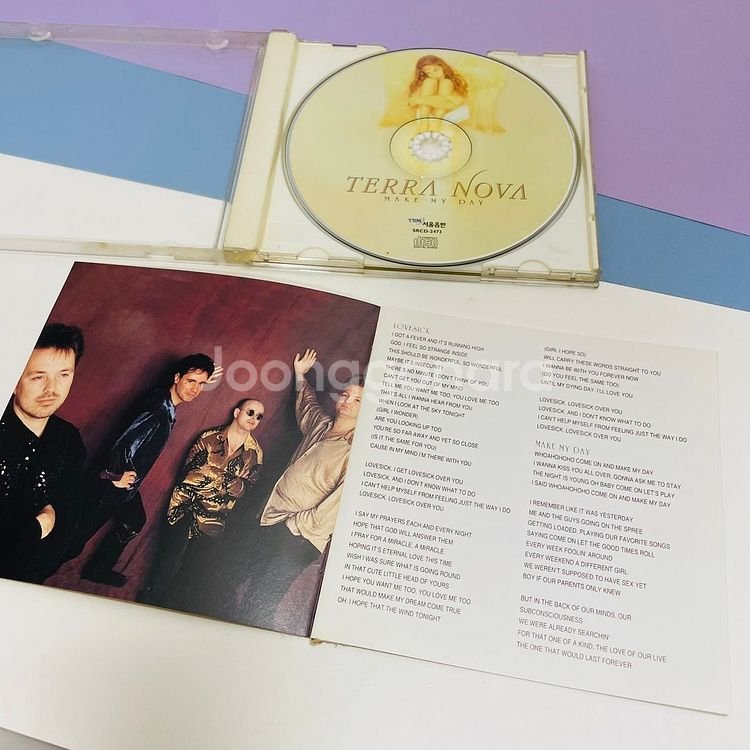 TERRA NOVA
MAKE MY DAY
YBM 서울음반
SRCD-3473
Joonggonara
LOVESICK
I GOT A FEVER AND IT'S RUNNING HIGH
GOD, I FEEL SO STRANGE INSIDE
THIS SHOULD BE WONDERFUL, SO WONDERFUL
MAYBE IT'S INSECURITY
THERE'S NO MINUTE I DON'T THINK OF YOU
CAN'T GET YOU OUT OF MY MIND
TELL ME YOU WANT ME TOO, YOU LOVE ME TOO
THAT'S ALL I WANNA HEAR FROM YOU
WHEN I LOOK AT THE SKY TONIGHT
(GIRL I WONDER)
ARE YOU LOOKING UP TOO
YOU'RE SO FAR AWAY AND YET SO CLOSE
(IS IT THE SAME FOR YOU)
'CAUSE IN MY MIND I'M THERE WITH YOU
LOVESICK, I GET LOVESICK OVER YOU
LOVESICK, AND I DON'T KNOW WHAT TO DO
I CAN'T HELP MYSELF FROM FEELING JUST THE WAY I DO
LOVESICK, LOVESICK OVER YOU
I SAY MY PRAYERS EACH AND EVERY NIGHT
HOPE THAT GOD WILL ANSWER THEM
I PRAY FOR A MIRACLE, A MIRACLE
HOPING IT'S ETERNAL LOVE THIS TIME
WISH I WAS SURE WHAT IS GOING ROUND
IN THAT CUTE LITTLE HEAD OF YOURS
I HOPE YOU WANT ME TOO, YOU LOVE ME TOO
THAT WOULD MAKE MY DREAM COME TRUE
OH, I HOPE THAT THE WIND TONIGHT
(GIRL I HOPE SO)
WILL CARRY THESE WORDS STRAIGHT TO YOU
I WANNA BE WITH YOU FOREVER NOW
(DO YOU FEEL THE SAME TOO)
UNTIL MY DYING DAY I'LL LOVE YOU
LOVESICK, LOVESICK OVER YOU
LOVESICK, AND I DON'T KNOW WHAT TO DO
I CAN'T HELP MYSELF FROM FEELING JUST THE WAY I DO
LOVESICK, LOVESICK OVER YOU
MAKE MY DAY
WHOAHOHOHO COME ON AND MAKE MY DAY
I WANNA KISS YOU ALL OVER, GONNA ASK ME TO STAY
THE NIGHT IS YOUNG OH BABY COME ON LET'S PLAY
I SAID WHOAHOHOHO COME ON AND MAKE MY DAY
I REMEMBER LIKE IT WAS YESTERDAY
ME AND THE GUYS GOING ON THE SPREE
GETTING LOADED, PLAYING OUR FAVORITE SONGS
SAYING COME ON LET THE GOOD TIMES ROLL
EVERY WEEK FOOLIN' AROUND
EVERY WEEKEND A DIFFERENT GIRL
WE WEREN'T SUPPOSED TO HAVE SEX YET
BOY IF OUR PARENTS ONLY KNEW
BUT IN THE BACK OF OUR MINDS, OUR
SUBCONSCIOUSNESS
WE WERE ALREADY SEARCHIN'
FOR THAT ONE OF A KIND, THE LOVE OF OUR LIVE
THE ONE THAT WOULD LAST FOREVER